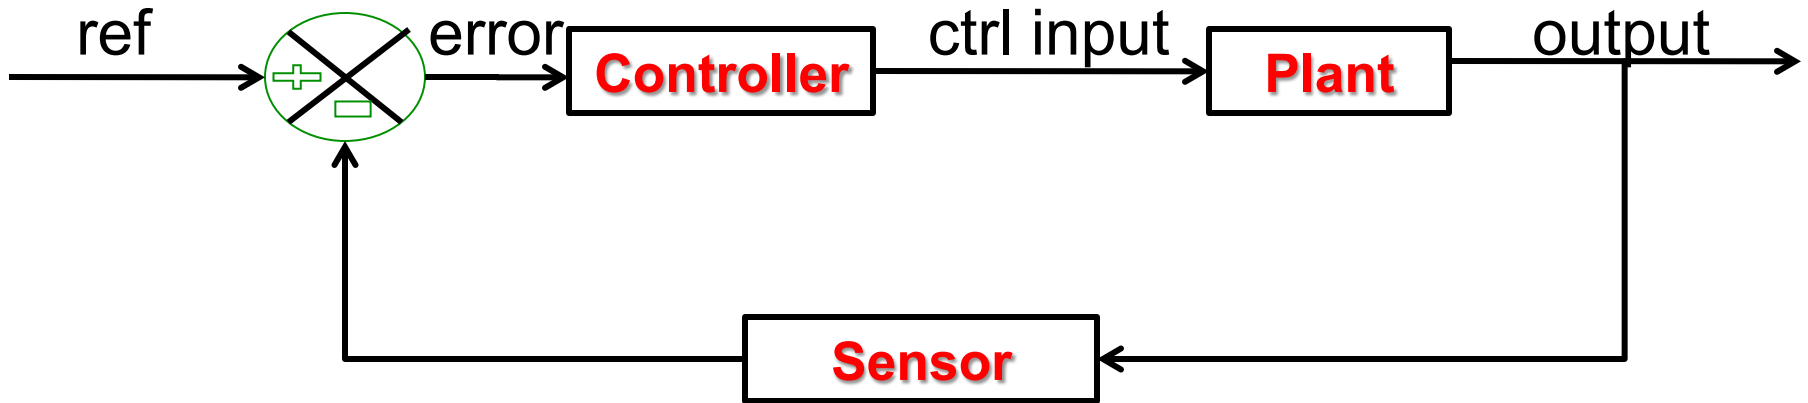 ref
error
Controller
ctrl input
Plant
output
Sensor